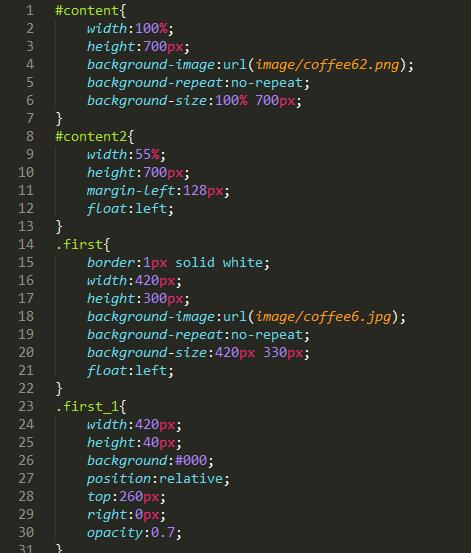 1 #content{
2 width:100%;
3 height:700px;
4 background-image:url(image/coffee62.png);
5 background-repeat:no-repeat;
6 background-size:100% 700px;
7 }
8 #content2{
9 width:55%;
10 height:700px;
11 margin-left:128px;
12 float:left;
13 }
14 .first{
15 border:1px solid white;
16 width:420px;
17 height:300px;
18 background-image:url(image/coffee6.jpg);
19 background-repeat:no-repeat;
20 background-size:420px 330px;
21 float:left;
22 }
23 .first_1{
24 width:420px;
25 height:40px;
26 background:#000;
27 position:relative;
28 top:260px;
29 right:0px;
30 opacity:0.7;
31 }